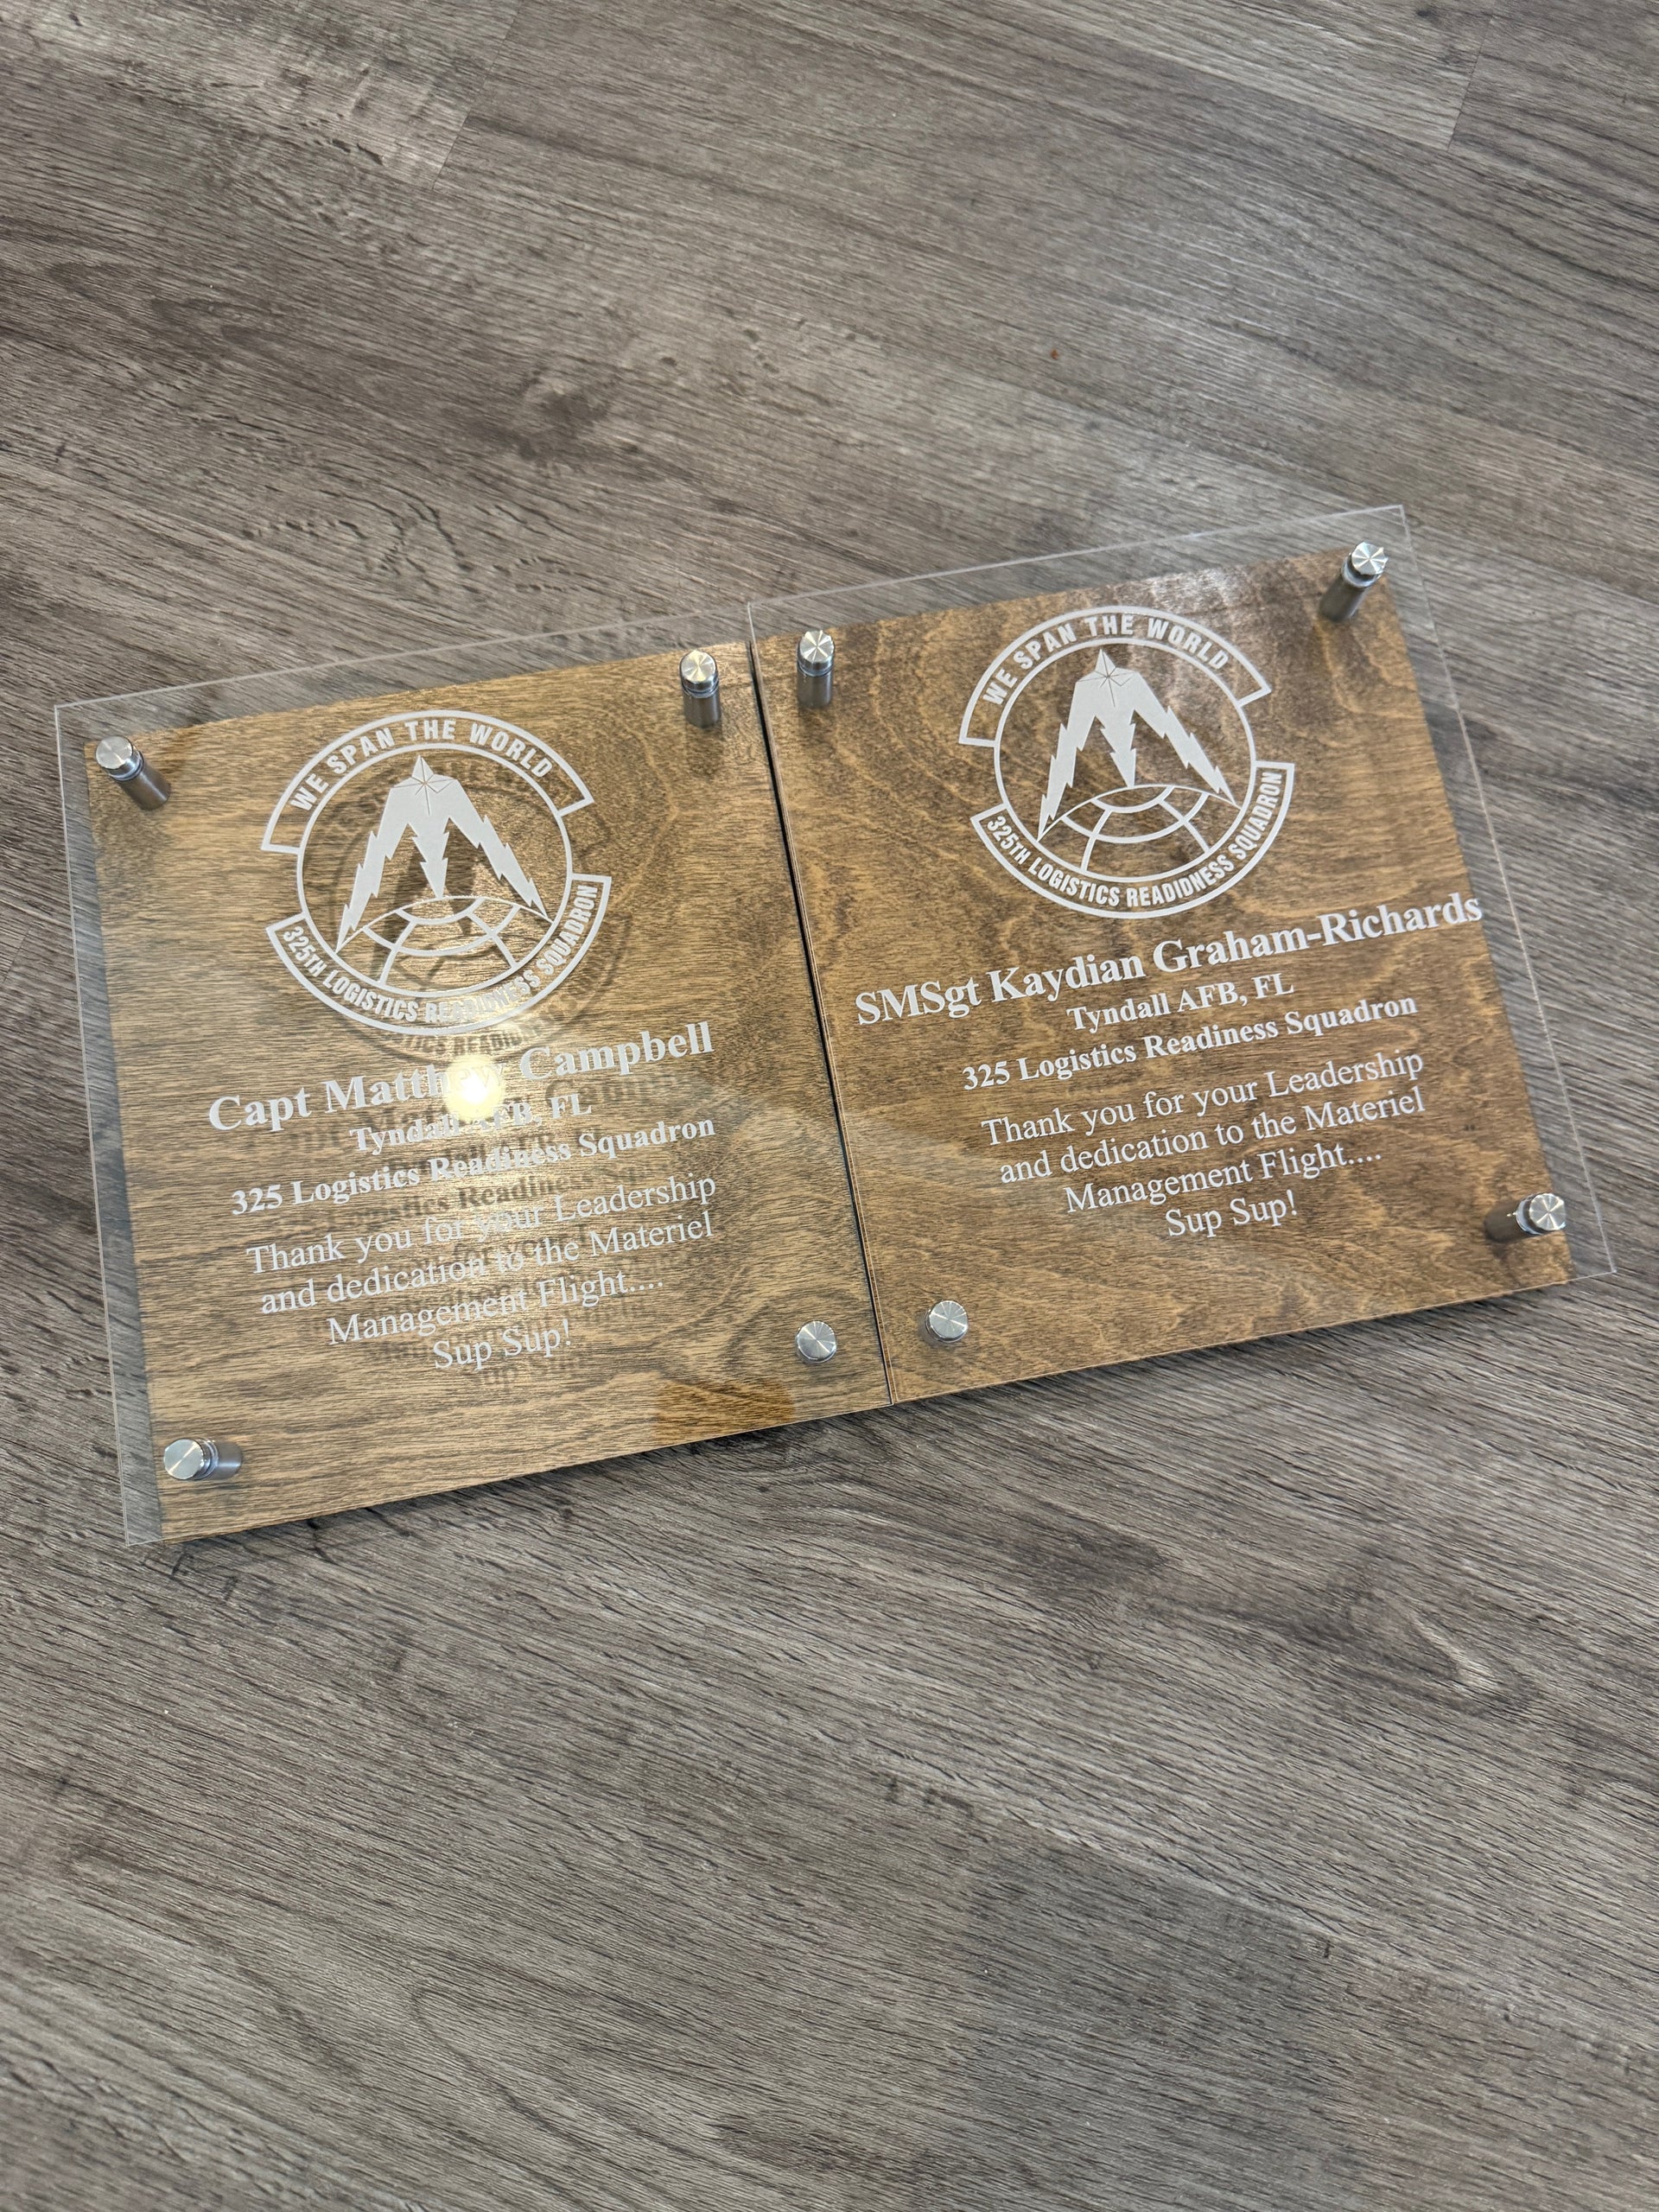 WE SPAN THE WORLD
325TH LOGISTICS READIDNESS SQUADRON
Capt Matthew Campbell
Tyndall AFB, FL
325 Logistics Readiness Squadron
Thank you for your Leadership
and dedication to the Materiel
Management Flight....
Sup Sup!
WE SPAN THE WORLD
325TH LOGISTICS READIDNESS SQUADRON
SMSgt Kaydian Graham-Richards
Tyndall AFB, FL
325 Logistics Readiness Squadron
Thank you for your Leadership
and dedication to the Materiel
Management Flight....
Sup Sup!